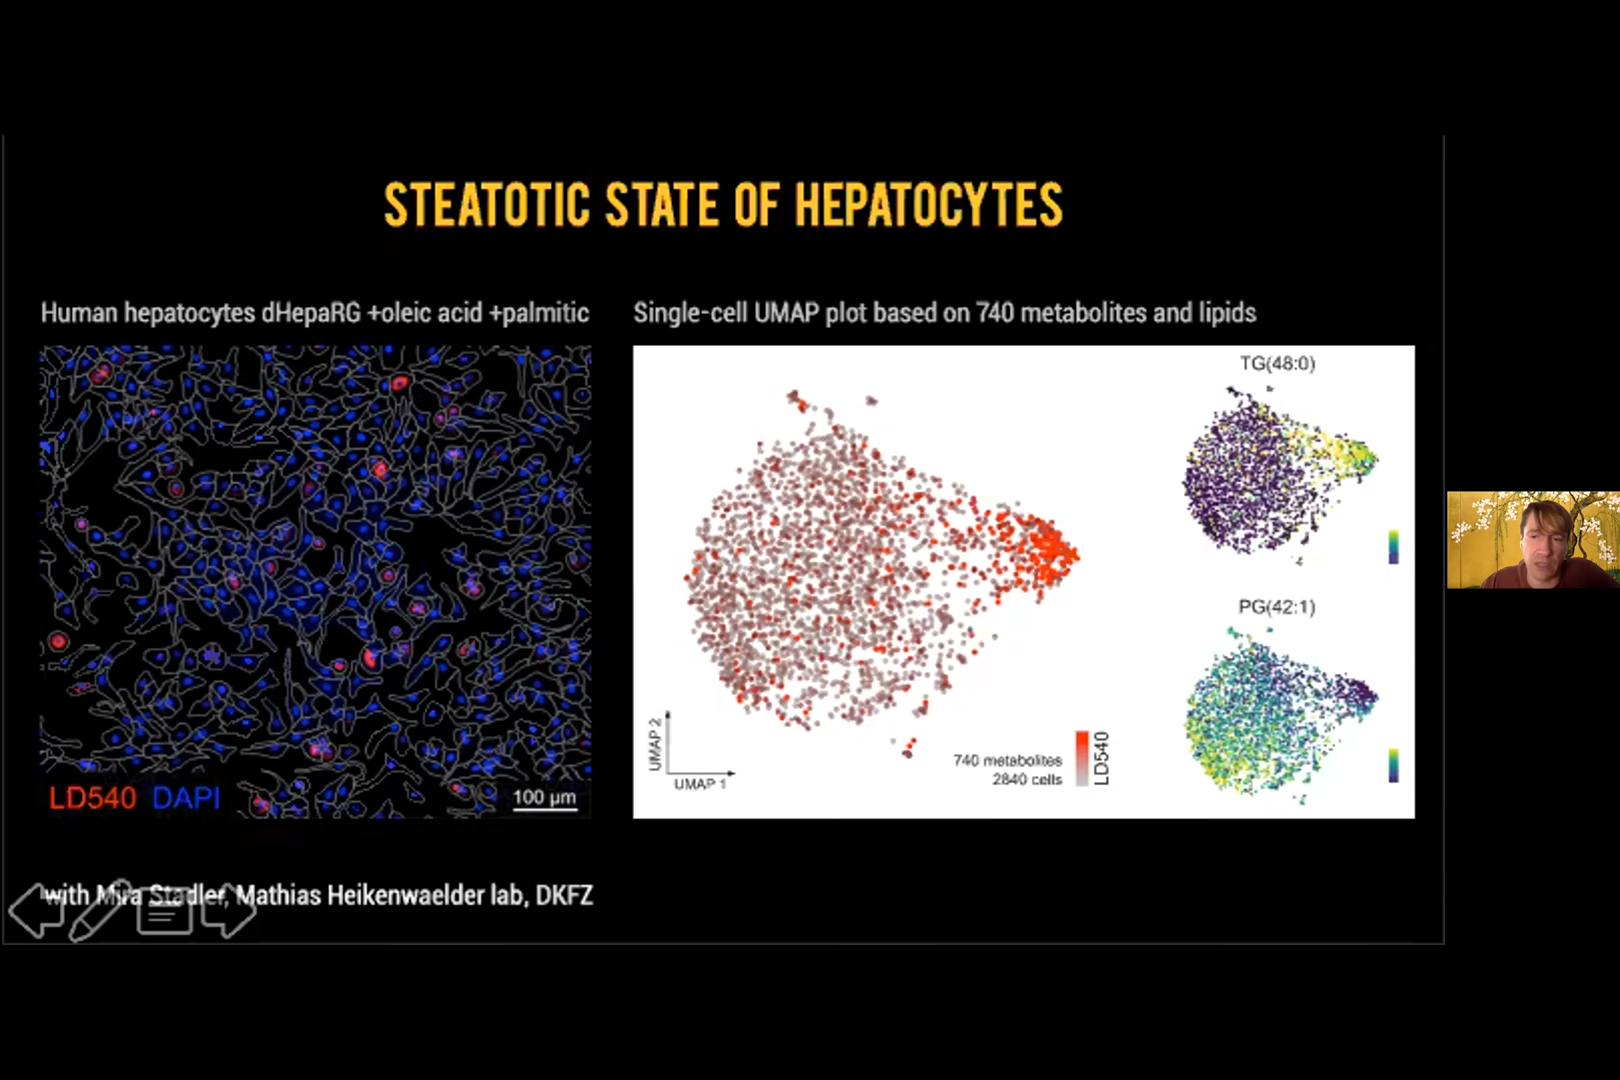 STEATOTIC STATE OF HEPATOCYTES
Human hepatocytes dHepaRG +oleic acid +palmitic
Single-cell UMAP plot based on 740 metabolites and lipids
LD540 DAPI
100 µm
UMAP 2
UMAP 1
740 metabolites
2840 cells
LD540
TG(48:0)
PG(42:1)
with Mira Stadler, Mathias Heikenwaelder lab, DKFZ